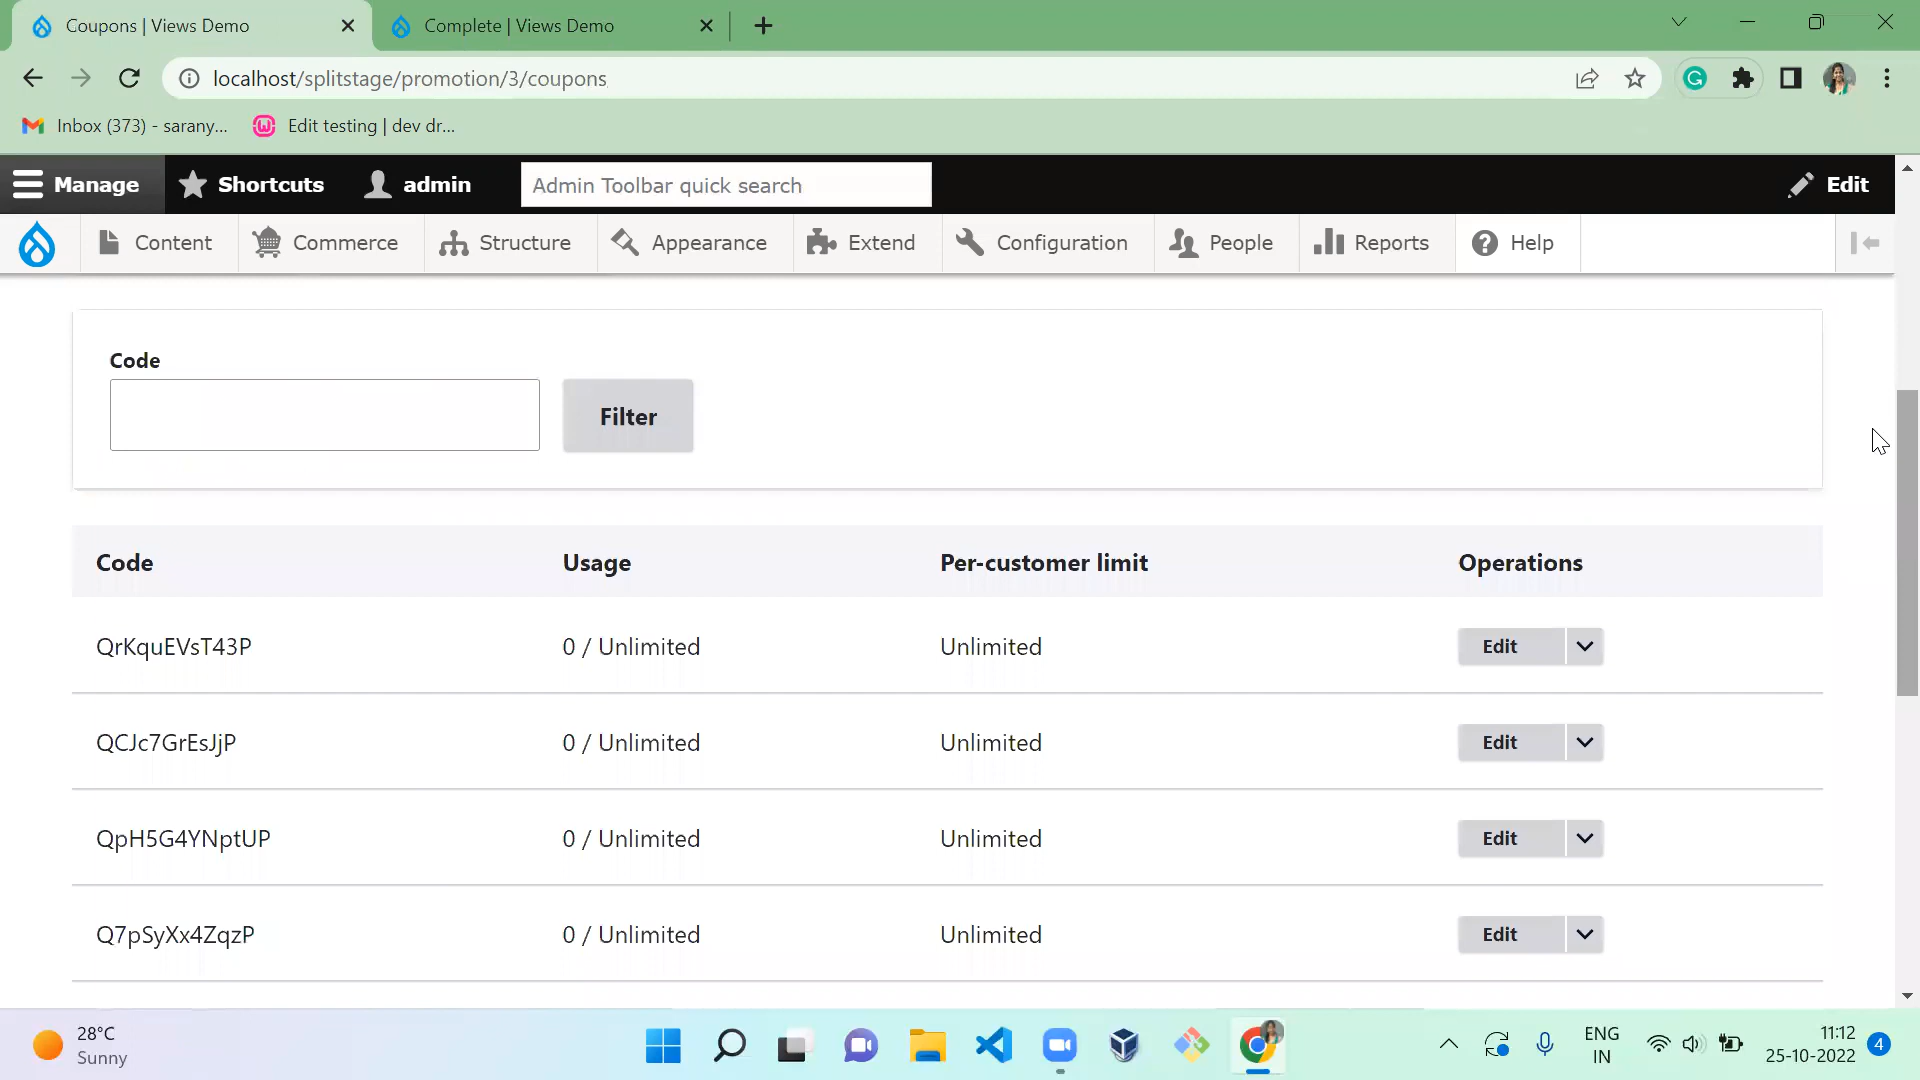 Coupons | Views Demo
Complete | Views Demo
localhost/splitstage/promotion/3/coupons
Inbox (373) - sarany...
Edit testing | dev dr...
Manage
Shortcuts
admin
Admin Toolbar quick search
Edit
Content
Commerce
Structure
Appearance
Extend
Configuration
People
Reports
Help
Code
Filter
Code Usage Per-customer limit Operations
QrKquEVsT43P 0 / Unlimited Unlimited Edit
QCJc7GrEsJjP 0 / Unlimited Unlimited Edit
QpH5G4YNptUP 0 / Unlimited Unlimited Edit
Q7pSyXx4ZqzP 0 / Unlimited Unlimited Edit
28°C
Sunny
ENG
IN
11:12
25-10-2022
4